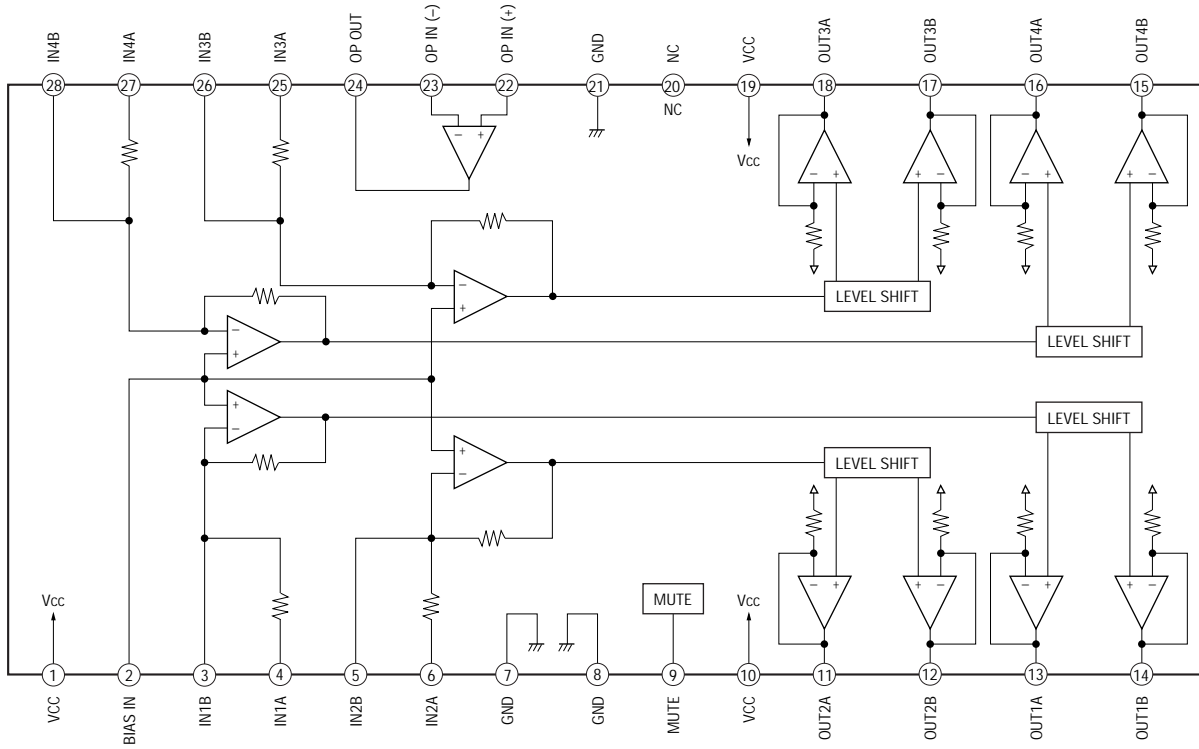 IN4B
IN4A
IN3B
IN3A
OP OUT
OP IN (−)
OP IN (+)
GND
NC
VCC
OUT3A
OUT3B
OUT4A
OUT4B
28
27
26
25
24
23
22
21
20
19
18
17
16
15
NC
− +
Vcc
− +
+ −
− +
+ −
−
+
LEVEL SHIFT
−
+
LEVEL SHIFT
+
−
LEVEL SHIFT
+
−
LEVEL SHIFT
− +
+ −
− +
+ −
Vcc
MUTE
Vcc
1
2
3
4
5
6
7
8
9
10
11
12
13
14
VCC
BIAS IN
IN1B
IN1A
IN2B
IN2A
GND
GND
MUTE
VCC
OUT2A
OUT2B
OUT1A
OUT1B